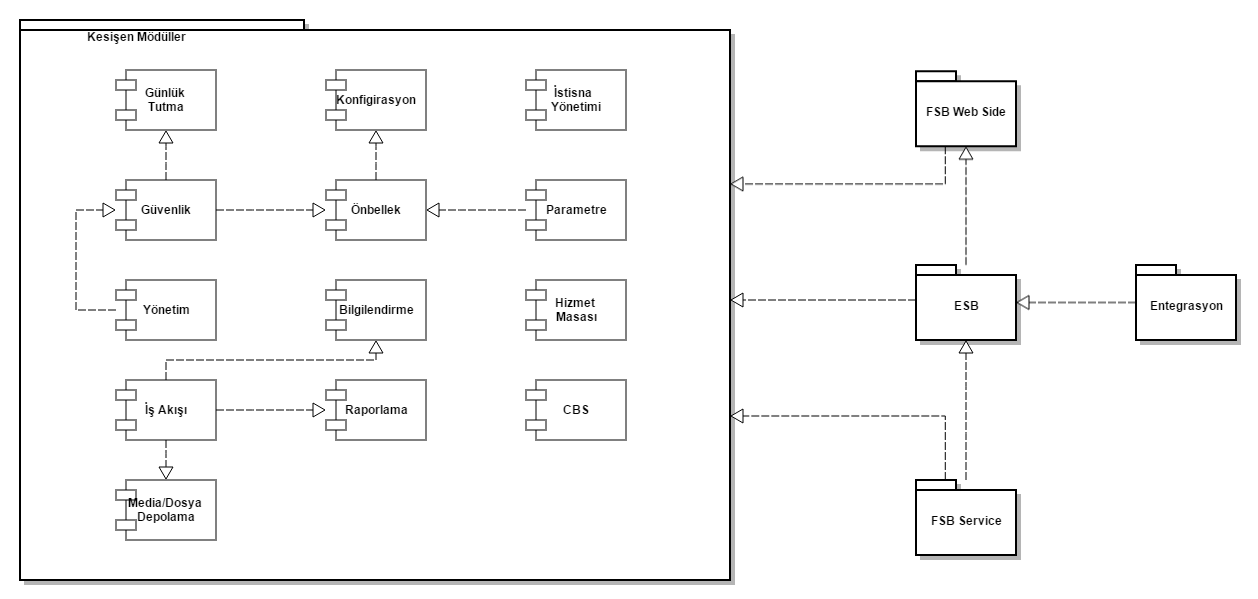 Kesişen Mödüller
Günlük
Tutma
Konfigirasyon
İstisna
Yönetimi
FSB Web Side
Güvenlik
Önbellek
Parametre
Yönetim
Bilgilendirme
Hizmet
Masası
ESB
Entegrasyon
İş Akışı
Raporlama
CBS
Media/Dosya
Depolama
FSB Service